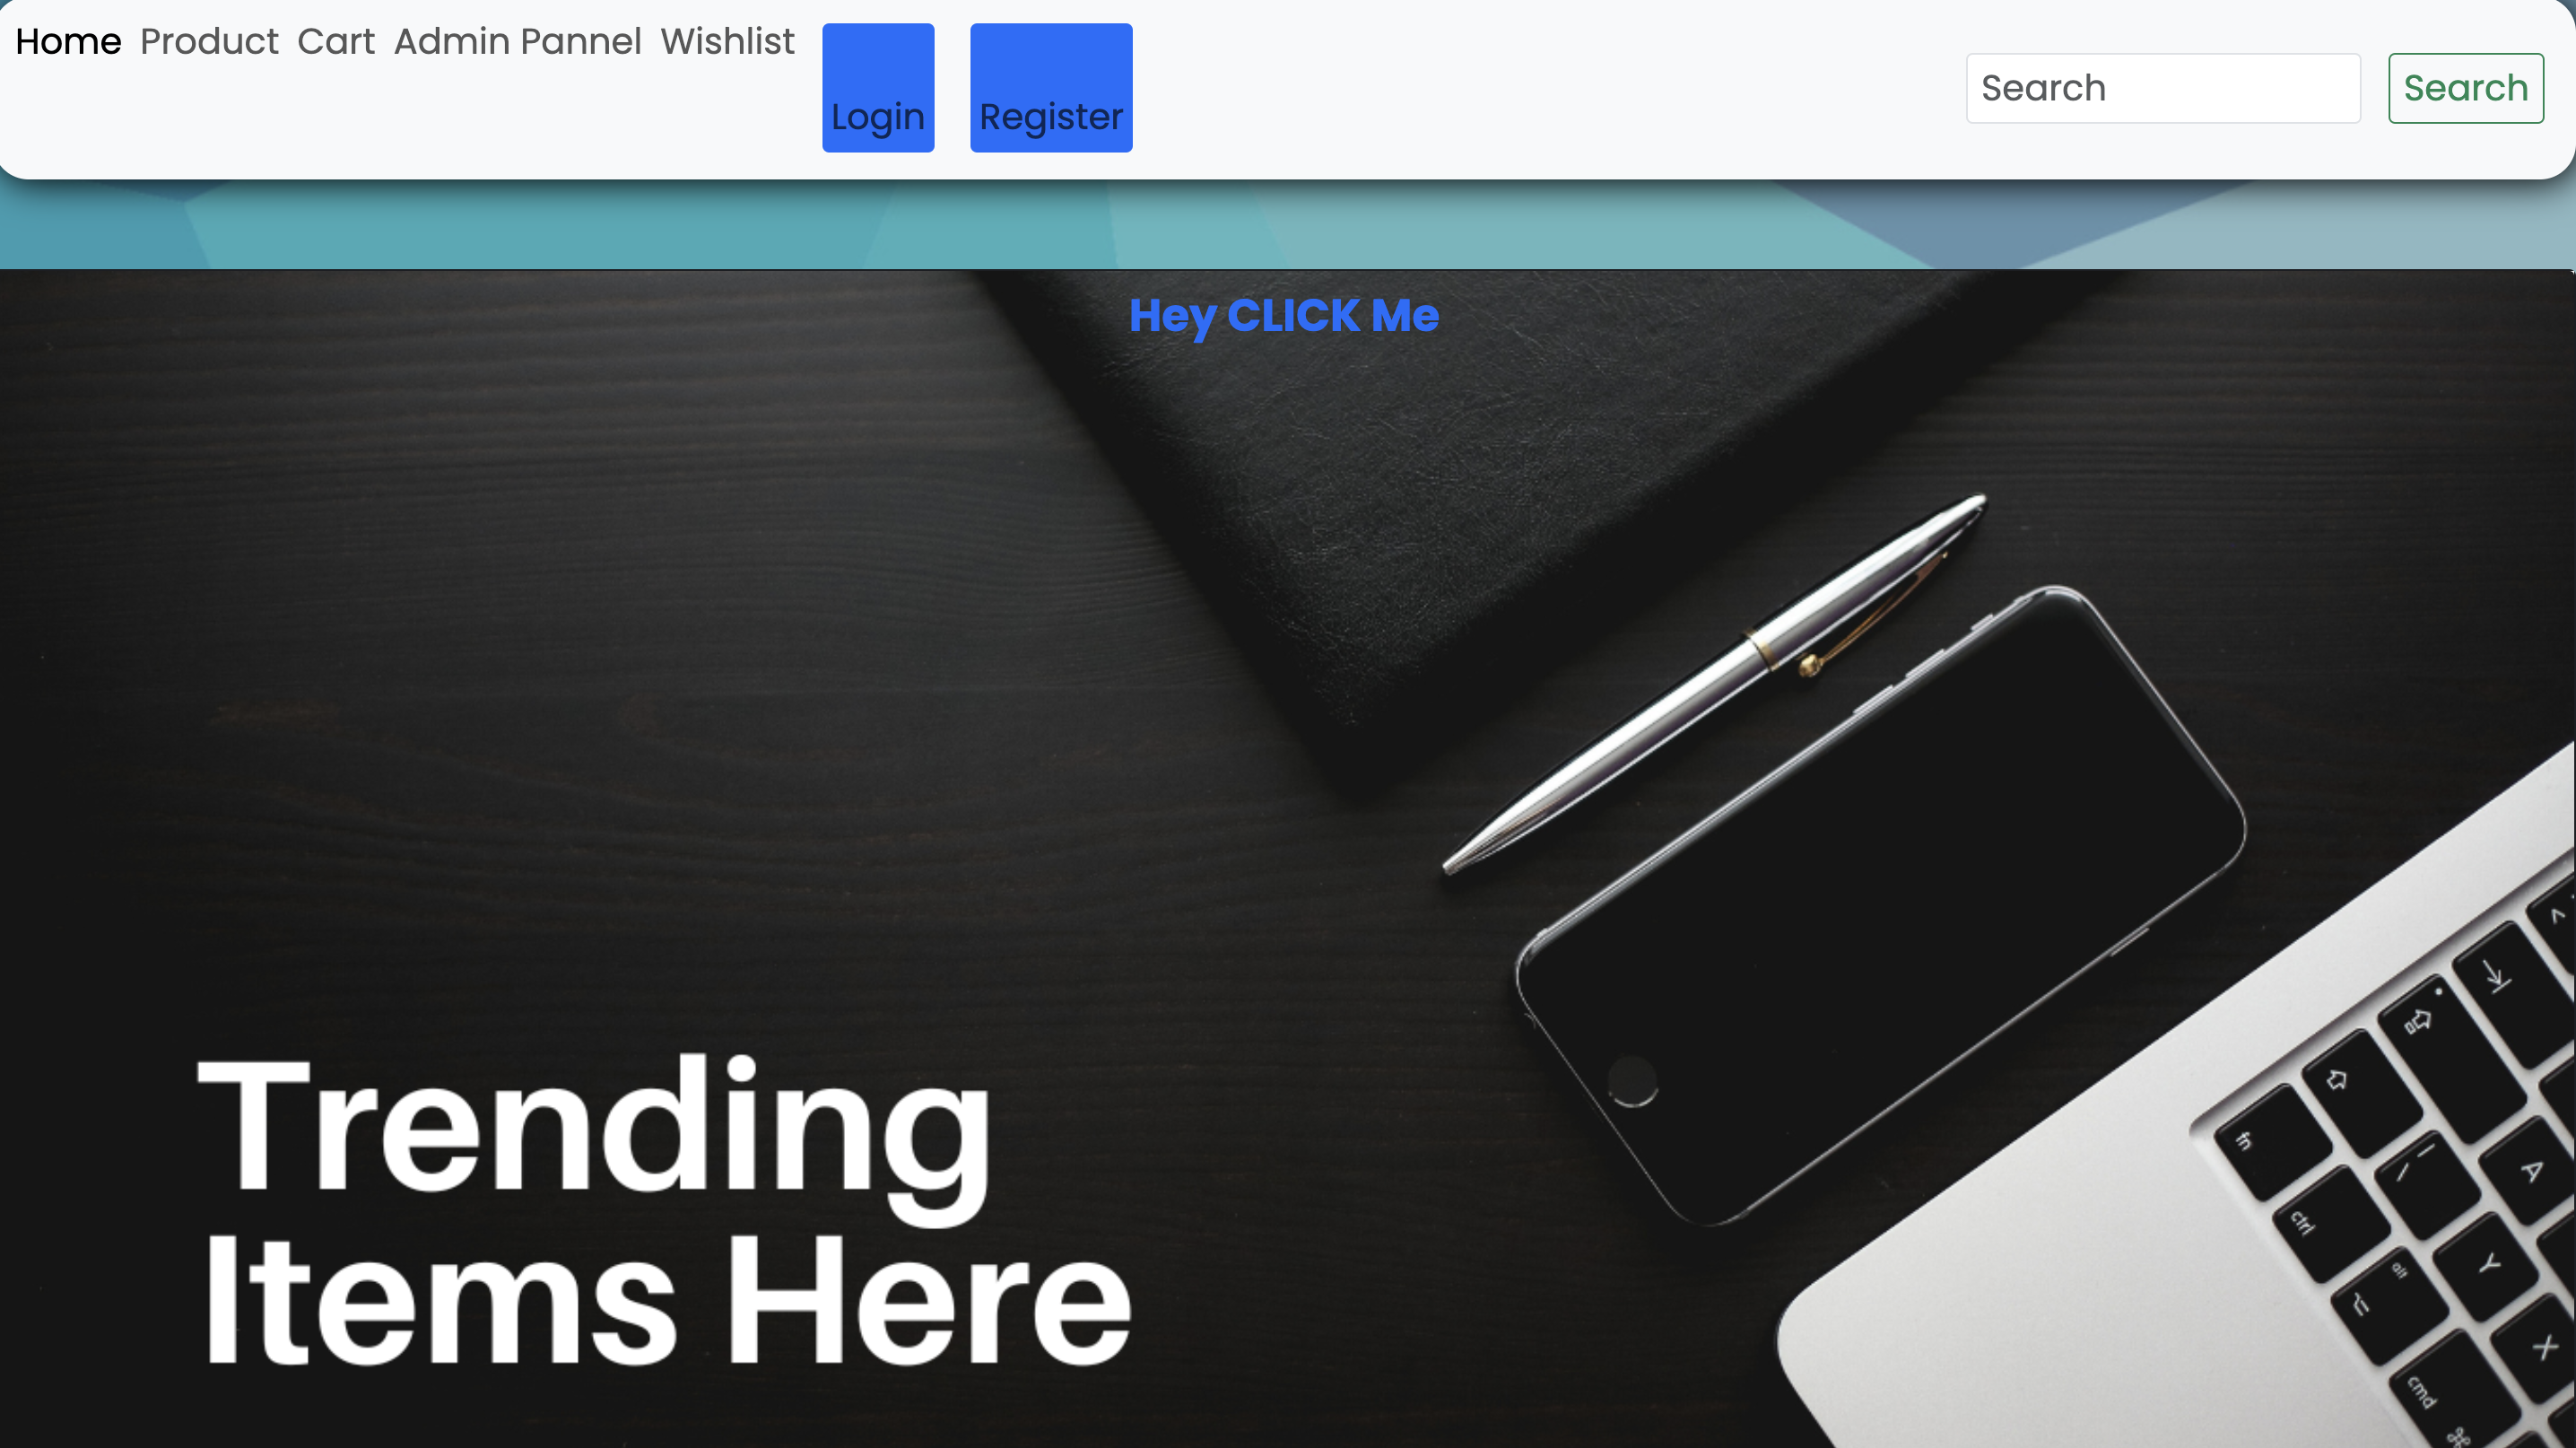 Home Product Cart Admin Pannel Wishlist Login Register Search Search
Hey CLICK Me
Trending
Items Here
fn
ctrl
alt
cmd
⌘
A
Y
X